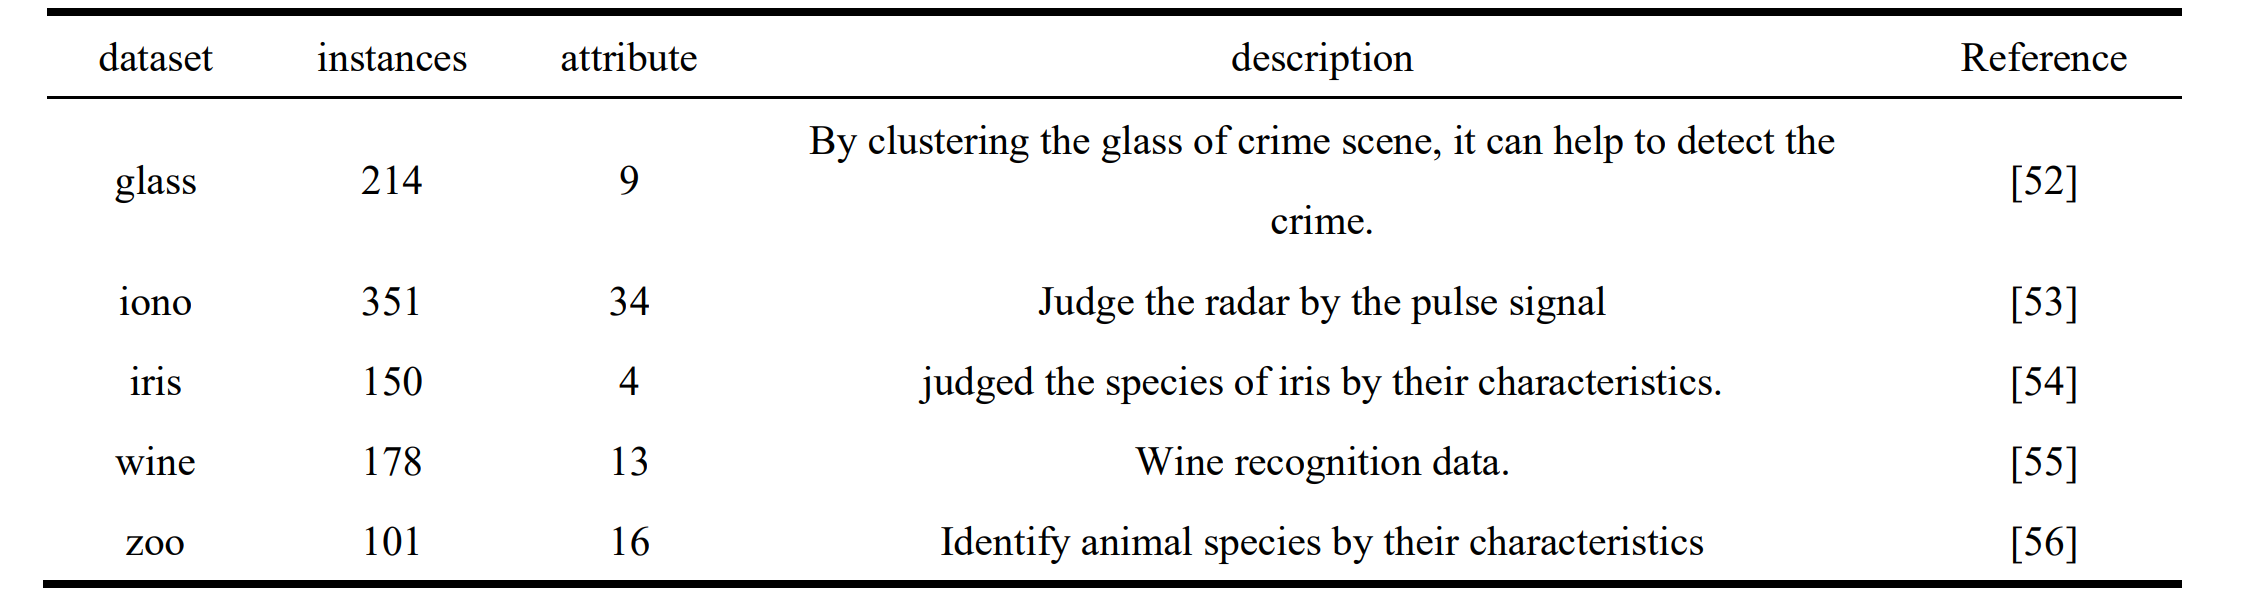 dataset instances attribute description Reference
By clustering the glass of crime scene, it can help to detect the
glass 214 9 [52]
crime.
iono 351 34 Judge the radar by the pulse signal [53]
iris 150 4 judged the species of iris by their characteristics. [54]
wine 178 13 Wine recognition data. [55]
zoo 101 16 Identify animal species by their characteristics [56]